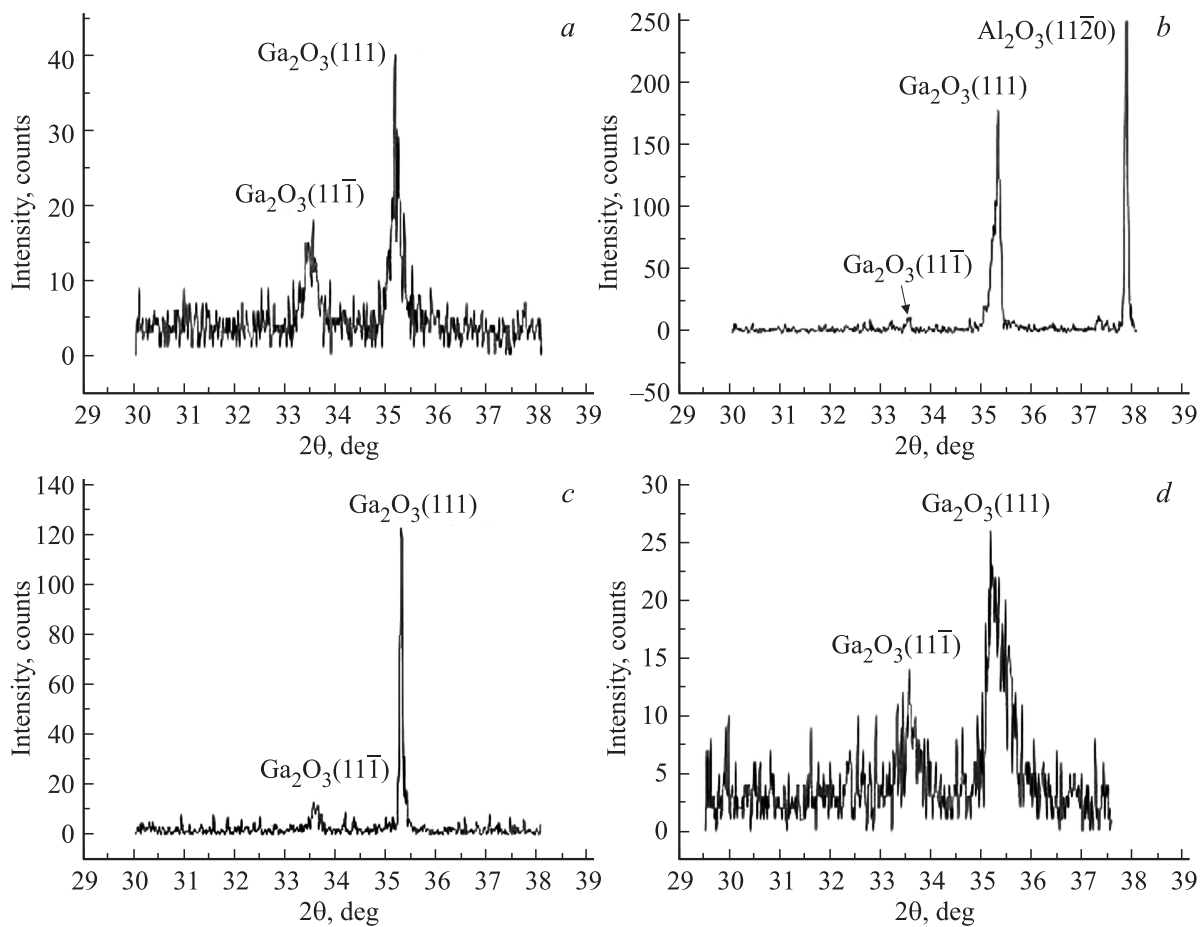 a
Ga₂O₃(111)
Ga₂O₃(111̅)
Intensity, counts
40
30
20
10
0
29 30 31 32 33 34 35 36 37 38 39
2θ, deg
b
Al₂O₃(112̅0)
Ga₂O₃(111)
Ga₂O₃(111̅)
Intensity, counts
250
200
150
100
50
0
–50
29 30 31 32 33 34 35 36 37 38 39
2θ, deg
c
Ga₂O₃(111)
Ga₂O₃(111̅)
Intensity, counts
140
120
100
80
60
40
20
0
29 30 31 32 33 34 35 36 37 38 39
2θ, deg
d
Ga₂O₃(111)
Ga₂O₃(111̅)
Intensity, counts
30
25
20
15
10
5
0
29 30 31 32 33 34 35 36 37 38 39
2θ, deg